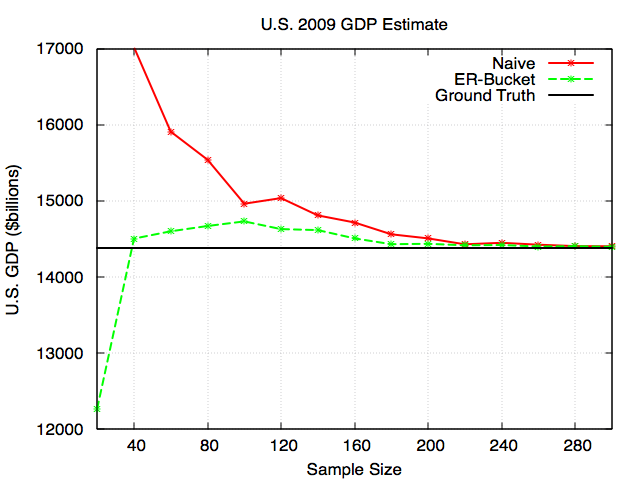 U.S. 2009 GDP Estimate
17000
16000
15000
14000
13000
12000
U.S. GDP ($billions)
Naive
ER-Bucket
Ground Truth
40 80 120 160 200 240 280
Sample Size